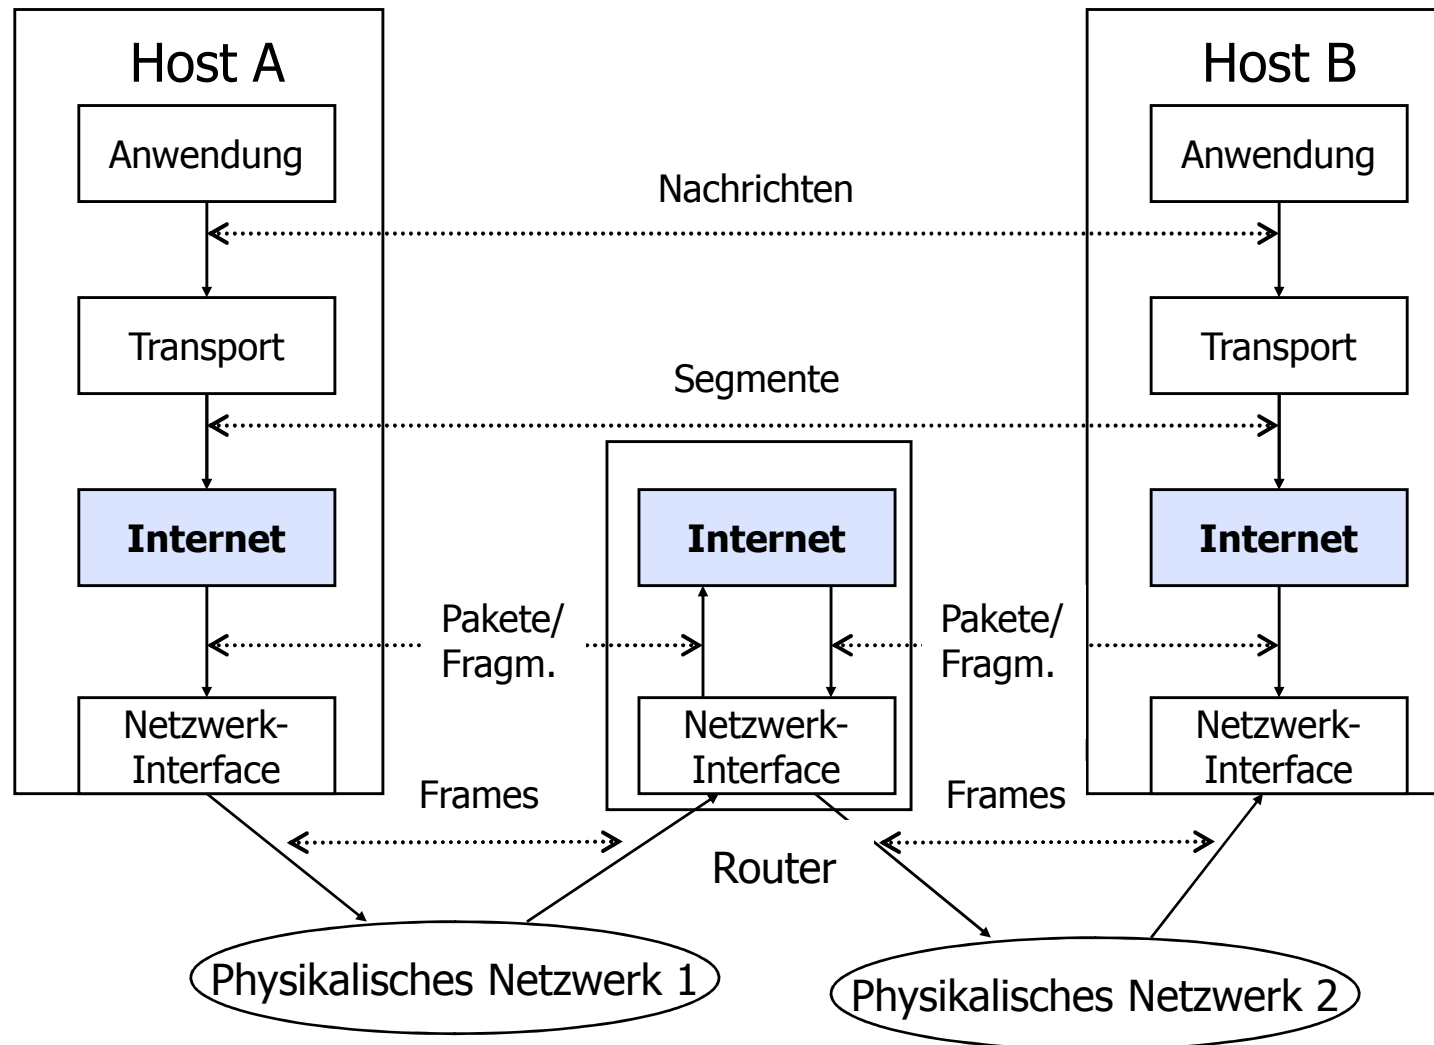 Host A
Host B
Anwendung
Anwendung
Nachrichten
Transport
Transport
Segmente
Internet
Internet
Internet
Pakete/
Fragm.
Pakete/
Fragm.
Netzwerk-
Interface
Netzwerk-
Interface
Netzwerk-
Interface
Frames
Frames
Router
Physikalisches Netzwerk 1
Physikalisches Netzwerk 2